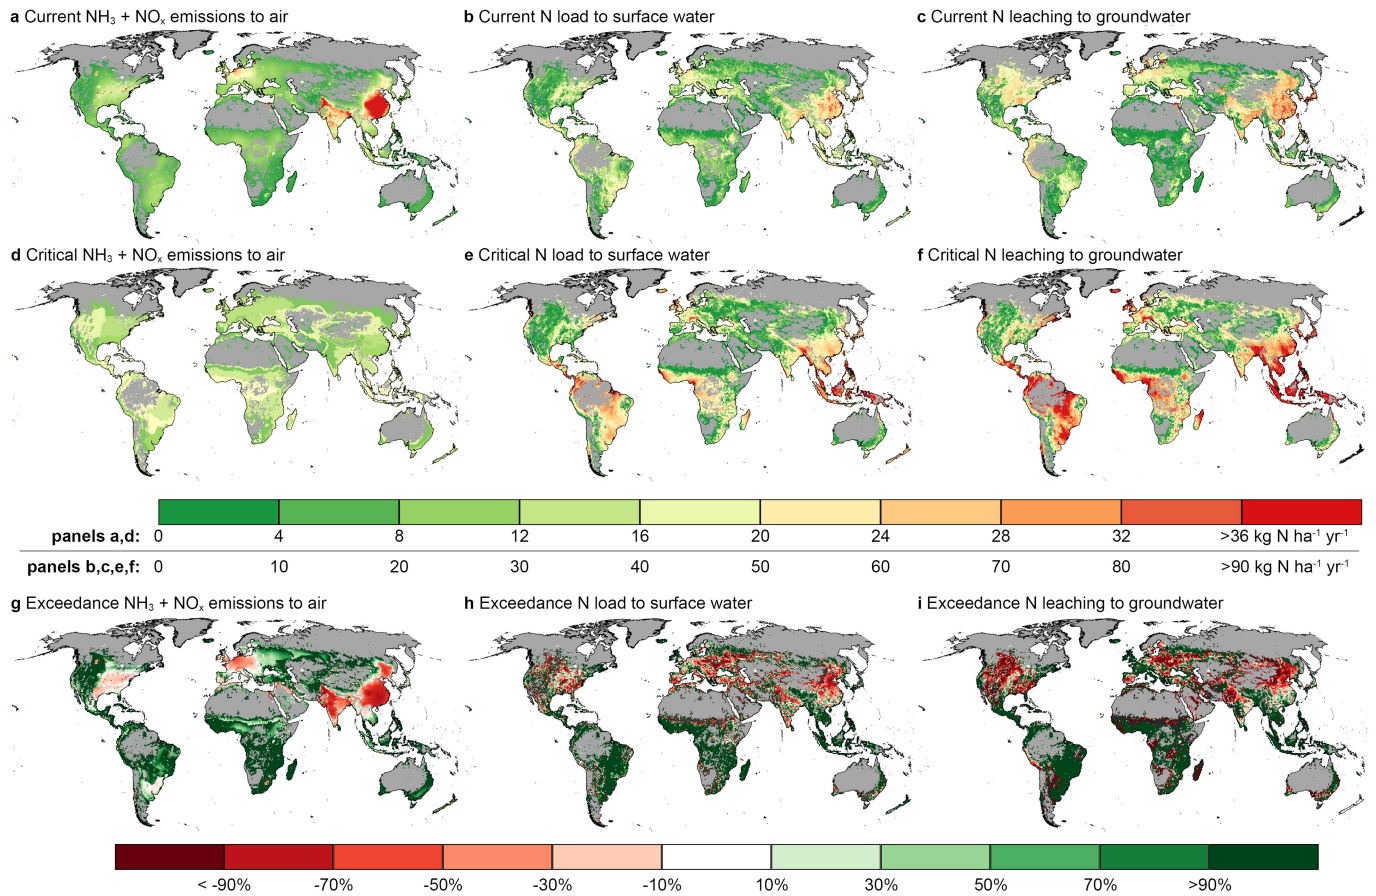 a Current NH₃ + NOₓ emissions to air
b Current N load to surface water
c Current N leaching to groundwater
d Critical NH₃ + NOₓ emissions to air
e Critical N load to surface water
f Critical N leaching to groundwater
panels a,d: 0 4 8 12 16 20 24 28 32 >36 kg N ha⁻¹ yr⁻¹
panels b,c,e,f: 0 10 20 30 40 50 60 70 80 >90 kg N ha⁻¹ yr⁻¹
g Exceedance NH₃ + NOₓ emissions to air
h Exceedance N load to surface water
i Exceedance N leaching to groundwater
< -90% -70% -50% -30% -10% 10% 30% 50% 70% >90%